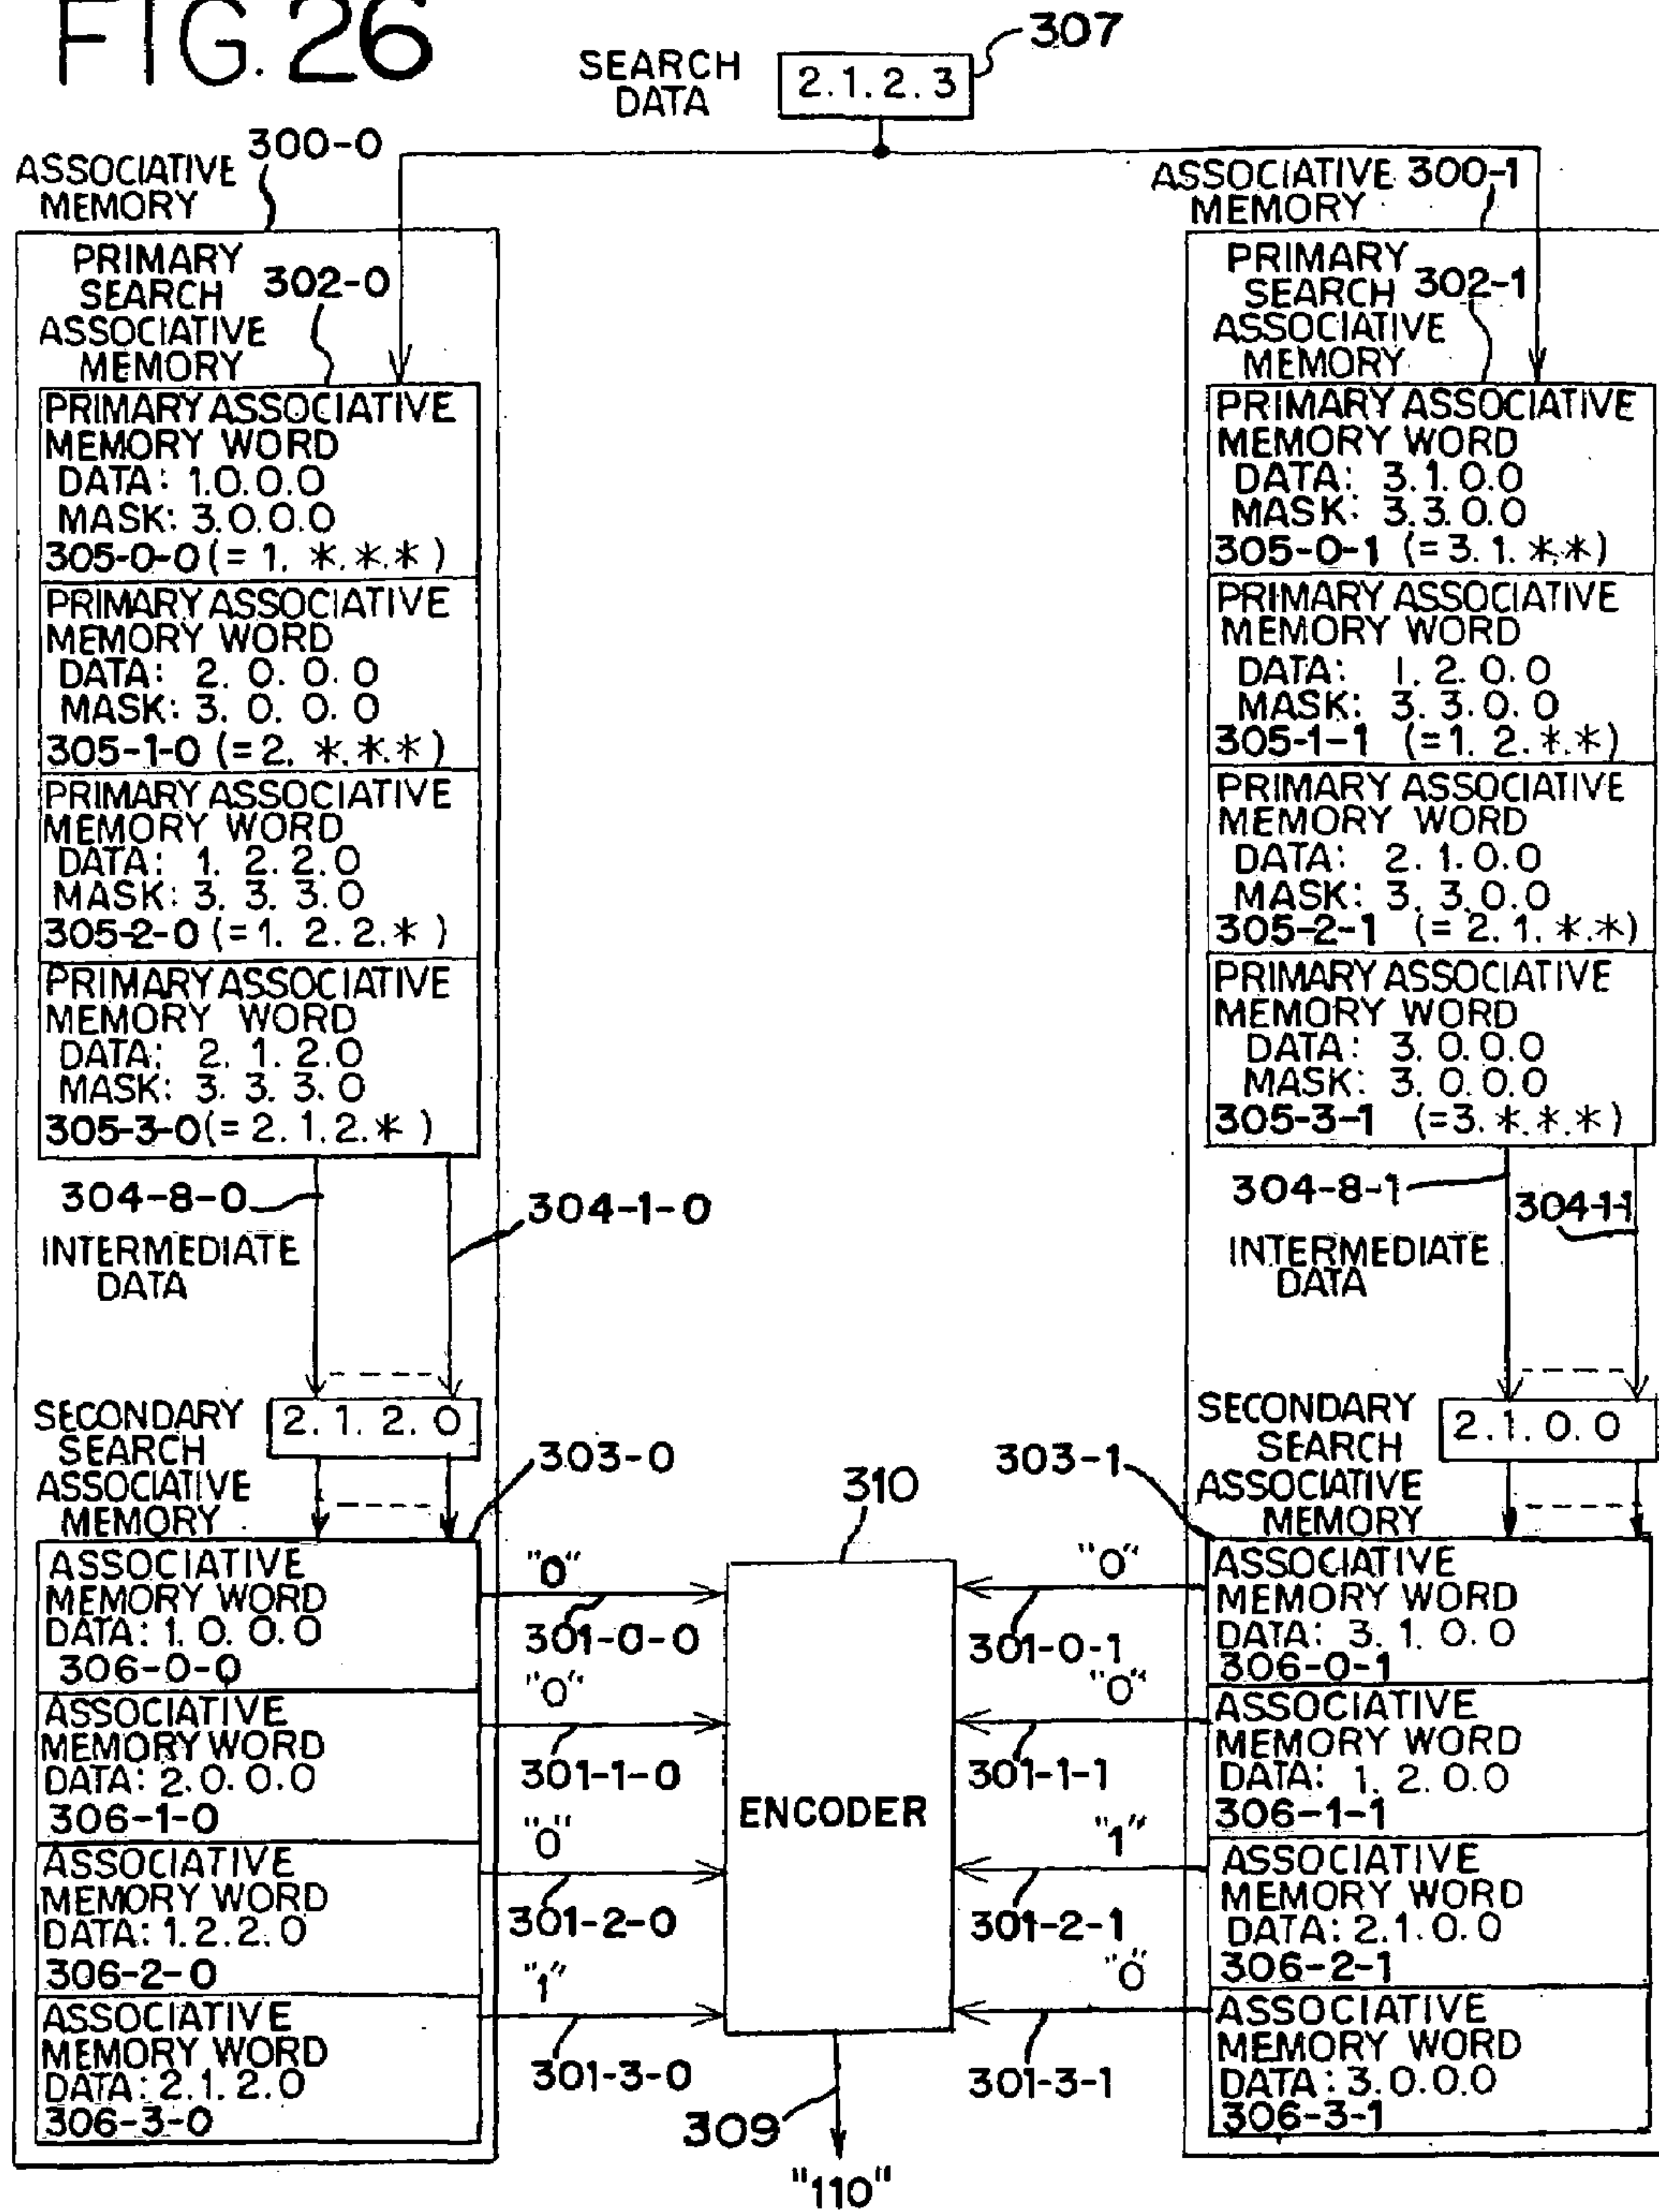 FIG. 26
SEARCH
DATA
2.1.2.3
307
ASSOCIATIVE
MEMORY
300-0
PRIMARY
SEARCH
ASSOCIATIVE
MEMORY
302-0
PRIMARY ASSOCIATIVE
MEMORY WORD
DATA: 1.0.0.0
MASK: 3.0.0.0
305-0-0 (= 1. *.*.*)
PRIMARY ASSOCIATIVE
MEMORY WORD
DATA: 2. 0. 0. 0
MASK: 3. 0. 0. 0
305-1-0 (= 2. *.*.*)
PRIMARY ASSOCIATIVE
MEMORY WORD
DATA: 1. 2. 2.0
MASK: 3. 3. 3.0
305-2-0 (= 1. 2. 2.*)
PRIMARY ASSOCIATIVE
MEMORY WORD
DATA: 2. 1. 2.0
MASK: 3. 3. 3.0
305-3-0 (= 2. 1.2.*)
304-8-0
304-1-0
INTERMEDIATE
DATA
SECONDARY
SEARCH
ASSOCIATIVE
MEMORY
2. 1. 2. 0
303-0
ASSOCIATIVE
MEMORY WORD
DATA: 1. 0. 0.0
306-0-0
ASSOCIATIVE
MEMORY WORD
DATA: 2.0.0.0
306-1-0
ASSOCIATIVE
MEMORY WORD
DATA: 1.2.2.0
306-2-0
ASSOCIATIVE
MEMORY WORD
DATA: 2.1.2.0
306-3-0
"0"
301-0-0
"0"
301-1-0
"0"
301-2-0
"1"
301-3-0
310
ENCODER
309
"110"
"0"
301-0-1
"0"
301-1-1
"1"
301-2-1
"0"
301-3-1
ASSOCIATIVE
MEMORY
300-1
PRIMARY
SEARCH
ASSOCIATIVE
MEMORY
302-1
PRIMARY ASSOCIATIVE
MEMORY WORD
DATA: 3.1.0.0
MASK: 3.3.0.0
305-0-1 (= 3. 1. *.*)
PRIMARY ASSOCIATIVE
MEMORY WORD
DATA: 1. 2. 0.0
MASK: 3. 3.0.0
305-1-1 (=1. 2. *.*)
PRIMARY ASSOCIATIVE
MEMORY WORD
DATA: 2. 1.0.0
MASK: 3. 3.0.0
305-2-1 (= 2. 1. *.*)
PRIMARY ASSOCIATIVE
MEMORY WORD
DATA: 3. 0.0.0
MASK: 3. 0.0.0
305-3-1 (=3. *.*.*)
304-8-1
304-1-1
INTERMEDIATE
DATA
SECONDARY
SEARCH
ASSOCIATIVE
MEMORY
2.1.0.0
303-1
ASSOCIATIVE
MEMORY WORD
DATA: 3. 1. 0.0
306-0-1
ASSOCIATIVE
MEMORY WORD
DATA: 1. 2. 0.0
306-1-1
ASSOCIATIVE
MEMORY WORD
DATA: 2.1.0.0
306-2-1
ASSOCIATIVE
MEMORY WORD
DATA: 3.0.0.0
306-3-1